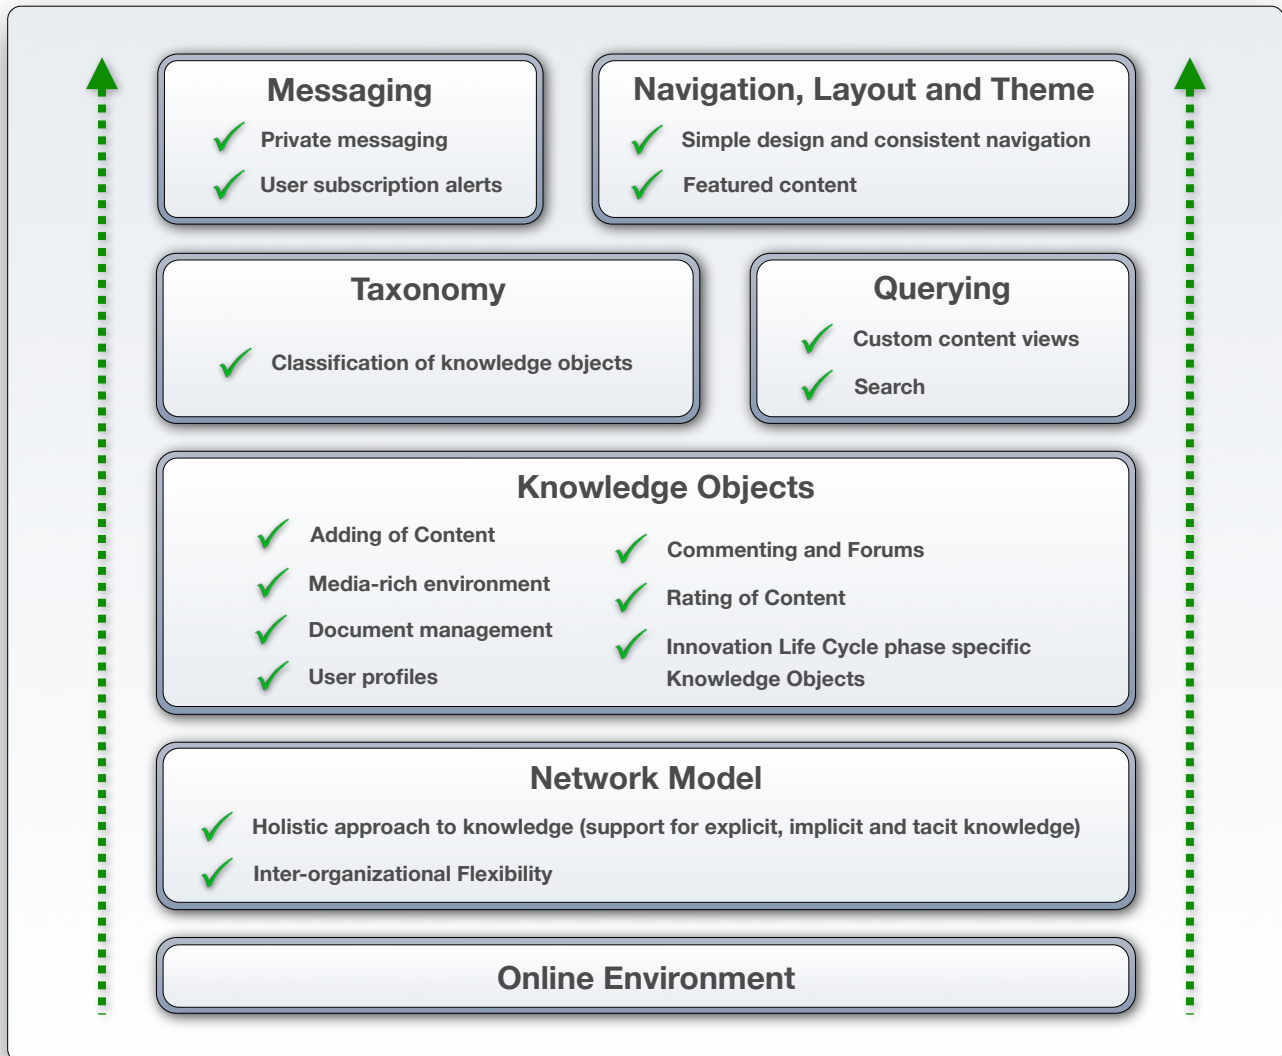 Messaging
Private messaging
User subscription alerts
Navigation, Layout and Theme
Simple design and consistent navigation
Featured content
Taxonomy
Classification of knowledge objects
Querying
Custom content views
Search
Knowledge Objects
Adding of Content
Media-rich environment
Document management
User profiles
Commenting and Forums
Rating of Content
Innovation Life Cycle phase specific
Knowledge Objects
Network Model
Holistic approach to knowledge (support for explicit, implicit and tacit knowledge)
Inter-organizational Flexibility
Online Environment